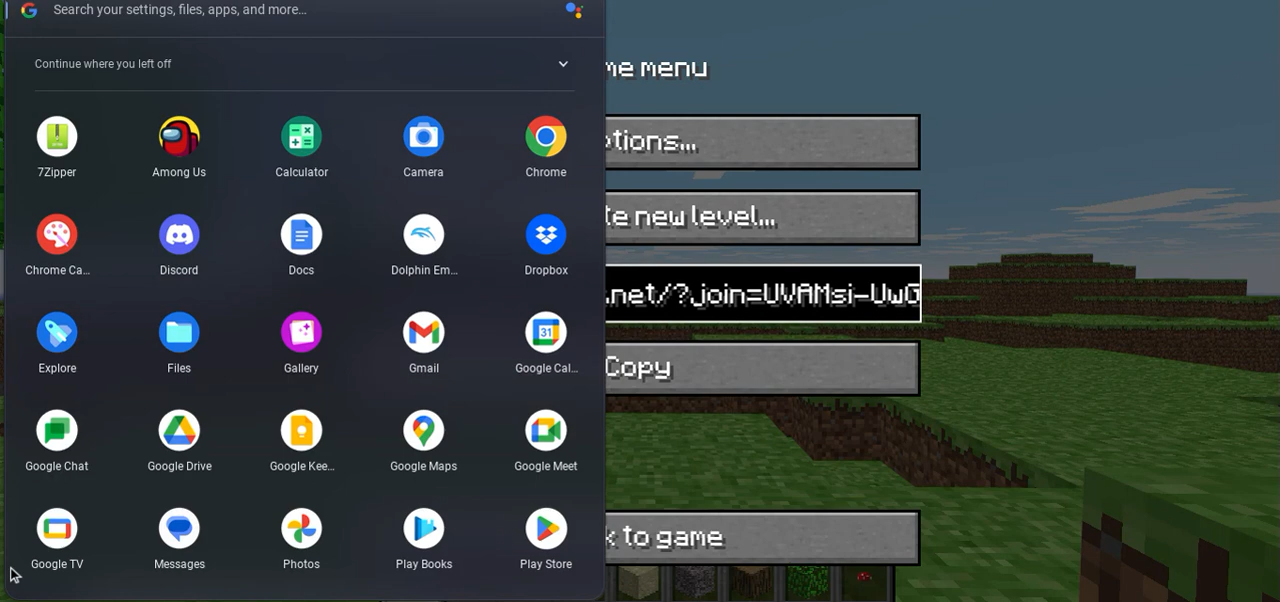 Search your settings, files, apps, and more...
Continue where you left off
7Zipper
Among Us
Calculator
Camera
Chrome
Chrome Ca...
Discord
Docs
Dolphin Em...
Dropbox
Explore
Files
Gallery
Gmail
31
Google Cal...
Google Chat
Google Drive
Google Kee...
Google Maps
Google Meet
Google TV
Messages
Photos
Play Books
Play Store
me menu
ptions...
te new level...
.net/?join=UVAMsi-UwG
Copy
k to game